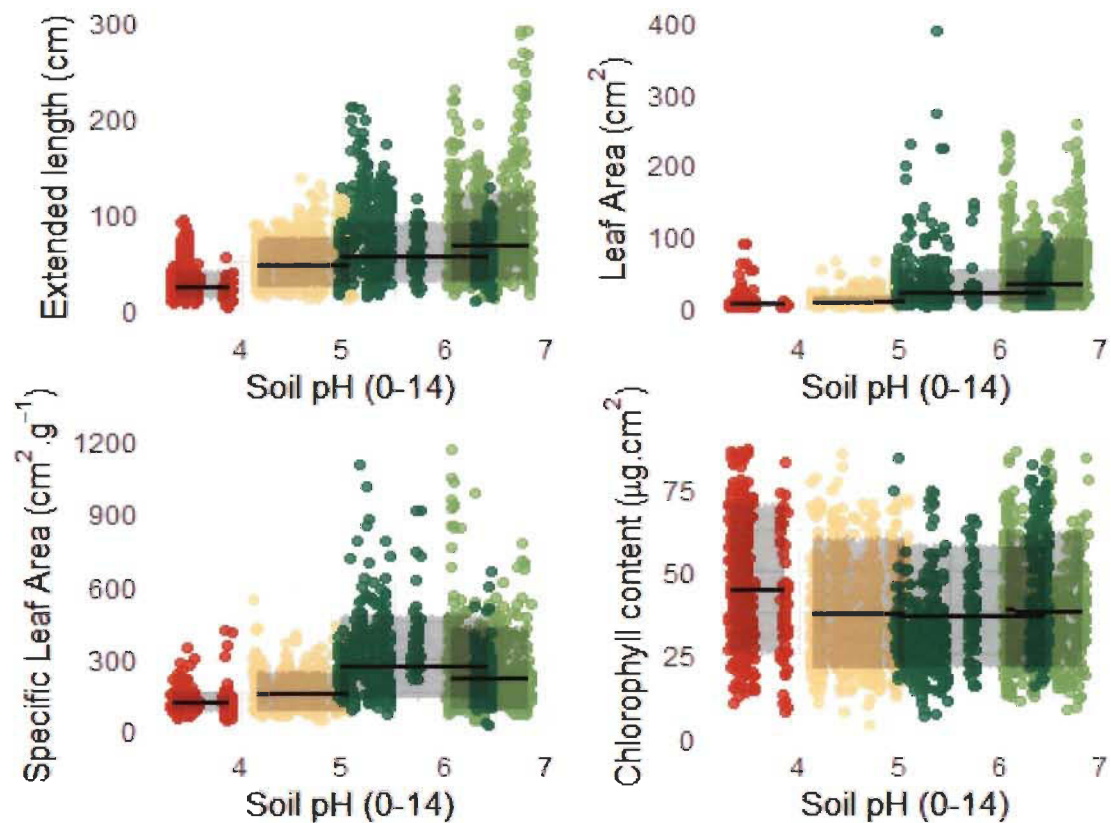 Extended length (cm)
300
200
100
0
4 5 6 7
Soil pH (0-14)
Leaf Area (cm²)
400
300
200
100
0
4 5 6 7
Soil pH (0-14)
Specific Leaf Area (cm².g⁻¹)
1200
900
600
300
0
4 5 6 7
Soil pH (0-14)
Chlorophyll content (μg.cm²)
75
50
25
0
4 5 6 7
Soil pH (0-14)